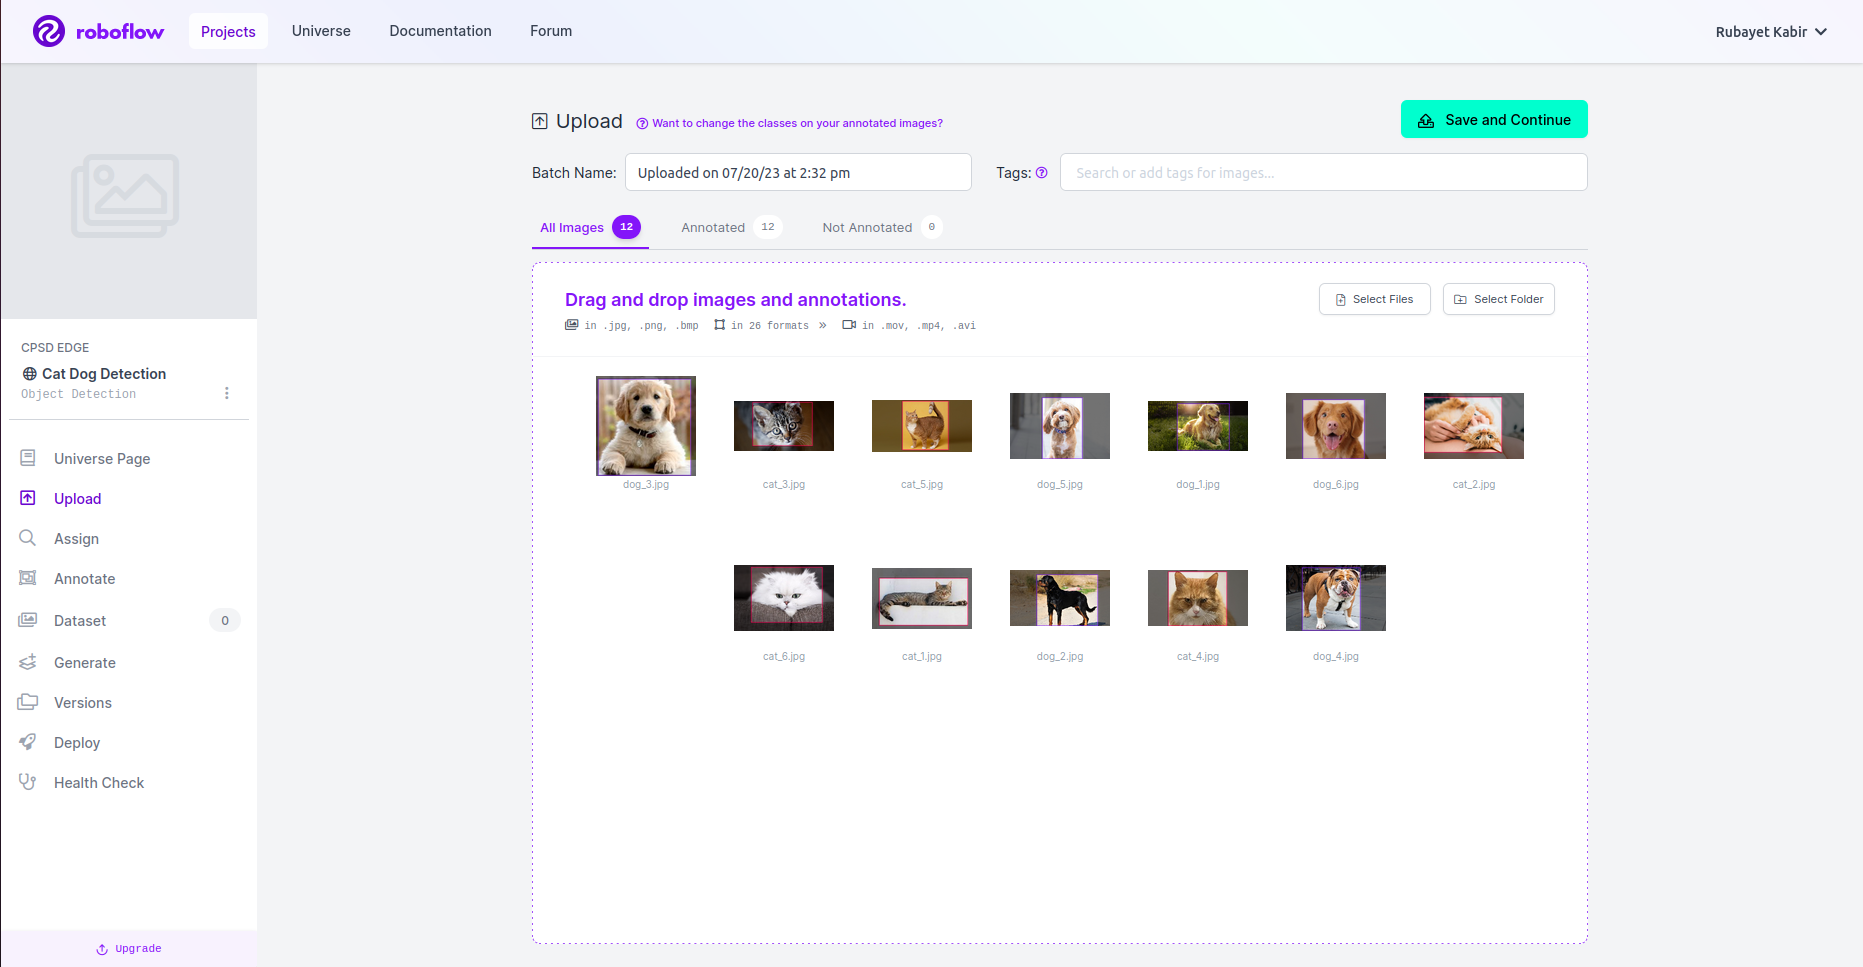 roboflow Projects Universe Documentation Forum Rubayet Kabir
Upload Want to change the classes on your annotated images? Save and Continue
Batch Name: Uploaded on 07/20/23 at 2:32 pm Tags: Search or add tags for images...
All Images 12 Annotated 12 Not Annotated 0
Drag and drop images and annotations. Select Files Select Folder
in .jpg, .png, .bmp in 26 formats » in .mov, .mp4, .avi
CPSD EDGE
Cat Dog Detection
Object Detection
Universe Page
Upload
Assign
Annotate
Dataset 0
Generate
Versions
Deploy
Health Check
Upgrade
dog_3.jpg cat_3.jpg cat_5.jpg dog_5.jpg dog_1.jpg dog_6.jpg cat_2.jpg
cat_6.jpg cat_1.jpg dog_2.jpg cat_4.jpg dog_4.jpg